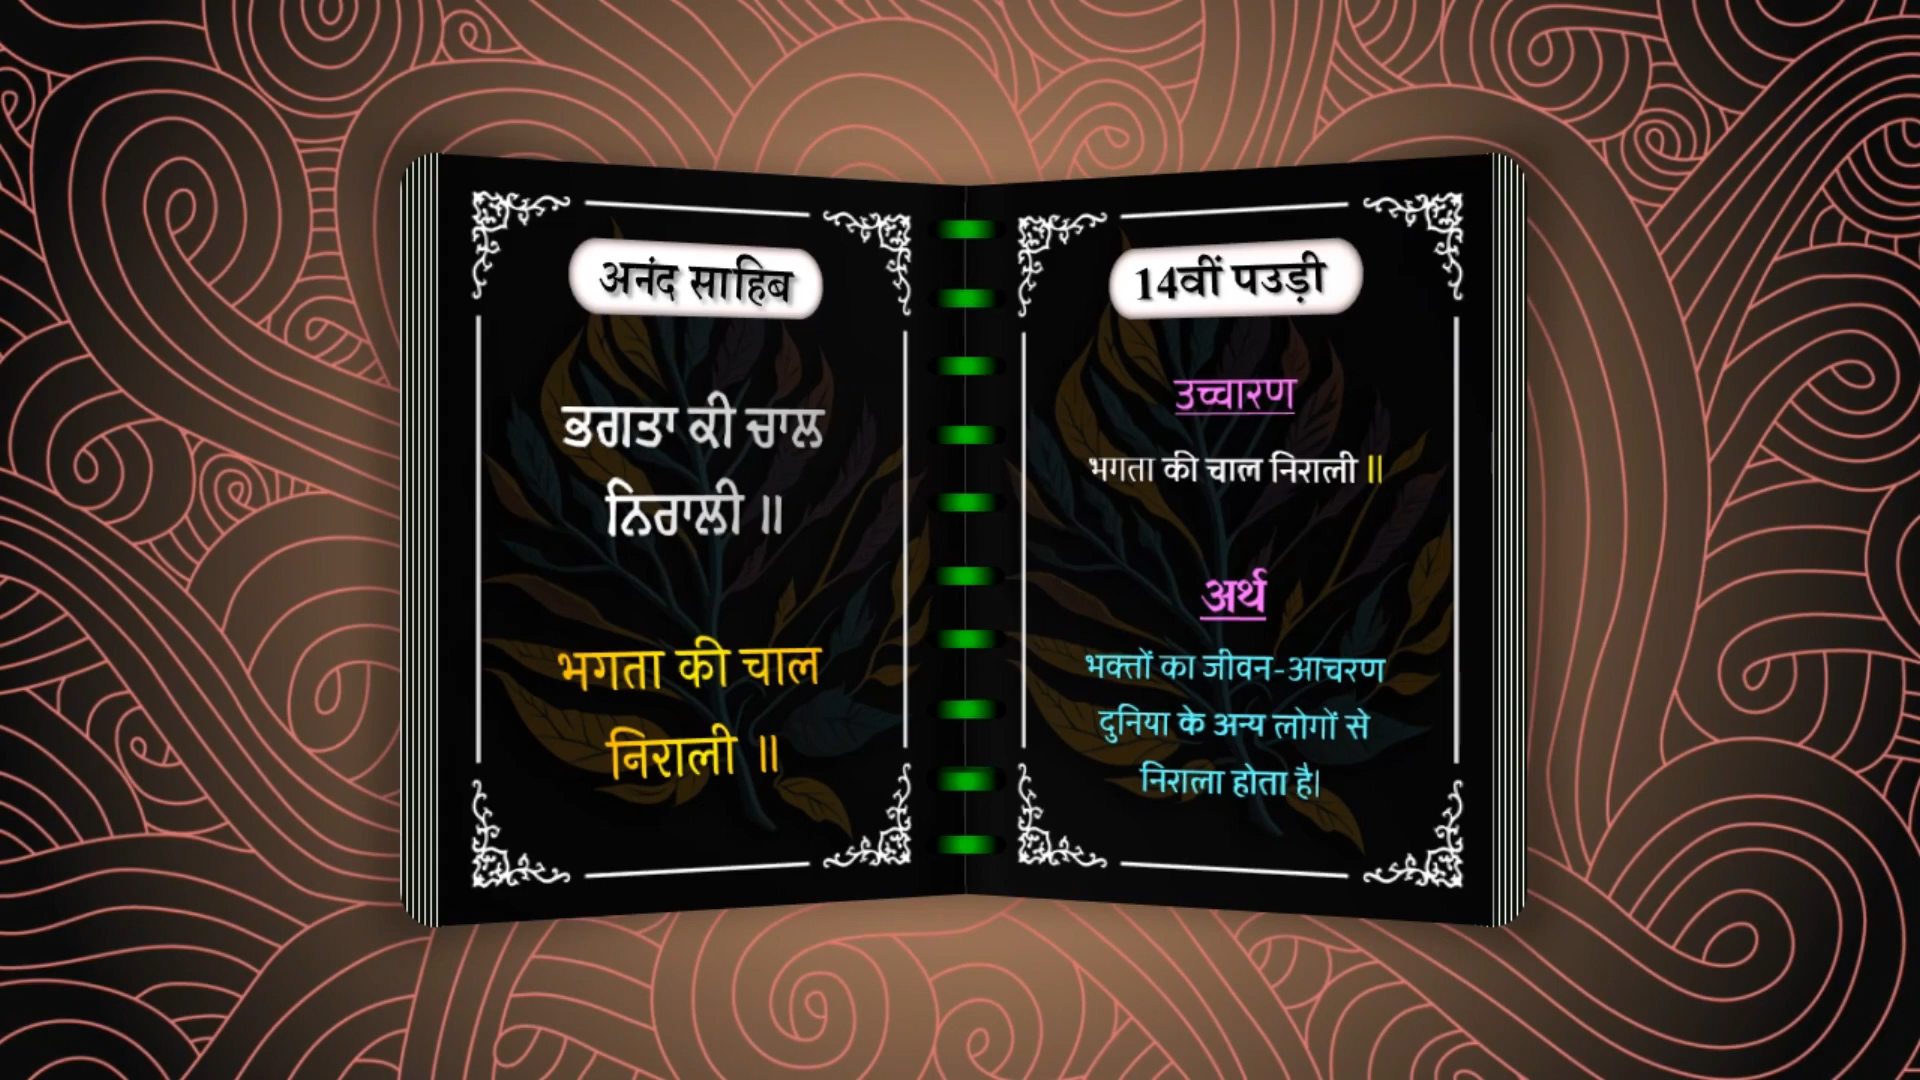 अनंद साहिब
ਭਗਤਾ ਕੀ ਚਾਲ
ਨਿਰਾਲੀ ॥
भगता की चाल
निराली ॥
14वीं पउड़ी
उच्चारण
भगता की चाल निराली ॥
अर्थ
भक्तों का जीवन-आचरण
दुनिया के अन्य लोगों से
निराला होता है।